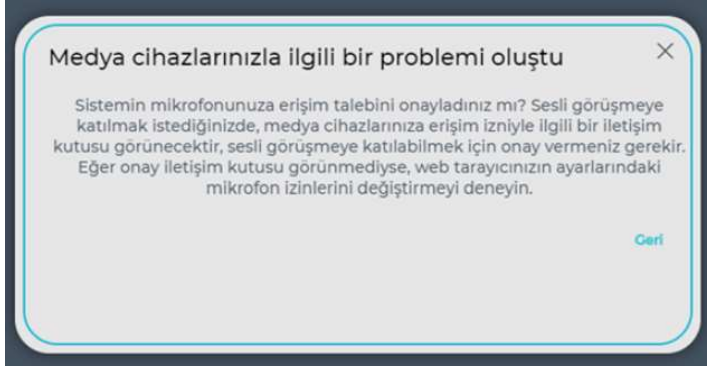 Medya cihazlarınızla ilgili bir problemi oluştu
Sistemin mikrofonunuza erişim talebini onayladınız mı? Sesli görüşmeye
katılmak istediğinizde, medya cihazlarınıza erişim izniyle ilgili bir iletişim
kutusu görünecektir, sesli görüşmeye katılabilmek için onay vermeniz gerekir.
Eğer onay iletişim kutusu görünmediyse, web tarayıcınızın ayarlarındaki
mikrofon izinlerini değiştirmeyi deneyin.
Geri